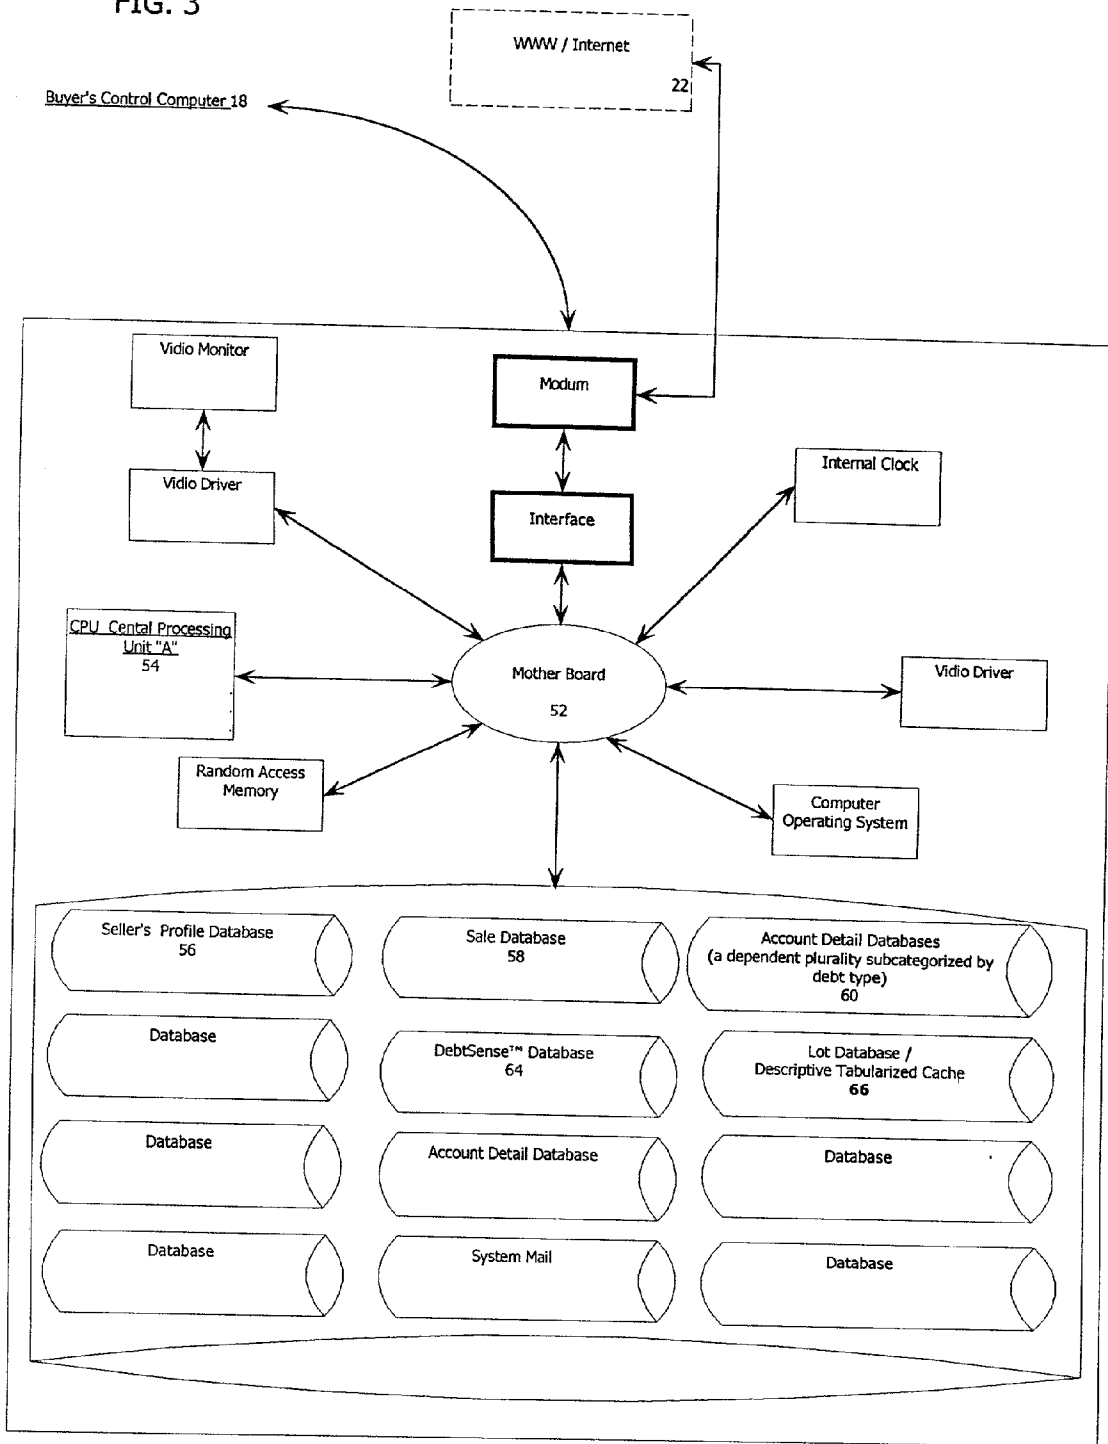 FIG. 3
WWW / Internet
22
Buyer's Control Computer 18
Vidio Monitor
Modum
Vidio Driver
Internal Clock
Interface
CPU Cental Processing
Unit "A"
54
Mother Board
52
Vidio Driver
Random Access
Memory
Computer
Operating System
Seller's Profile Database
56
Sale Database
58
Account Detail Databases
(a dependent plurality subcategorized by
debt type)
60
Database
DebtSense™ Database
64
Lot Database /
Descriptive Tabularized Cache
66
Database
Account Detail Database
Database
Database
System Mail
Database